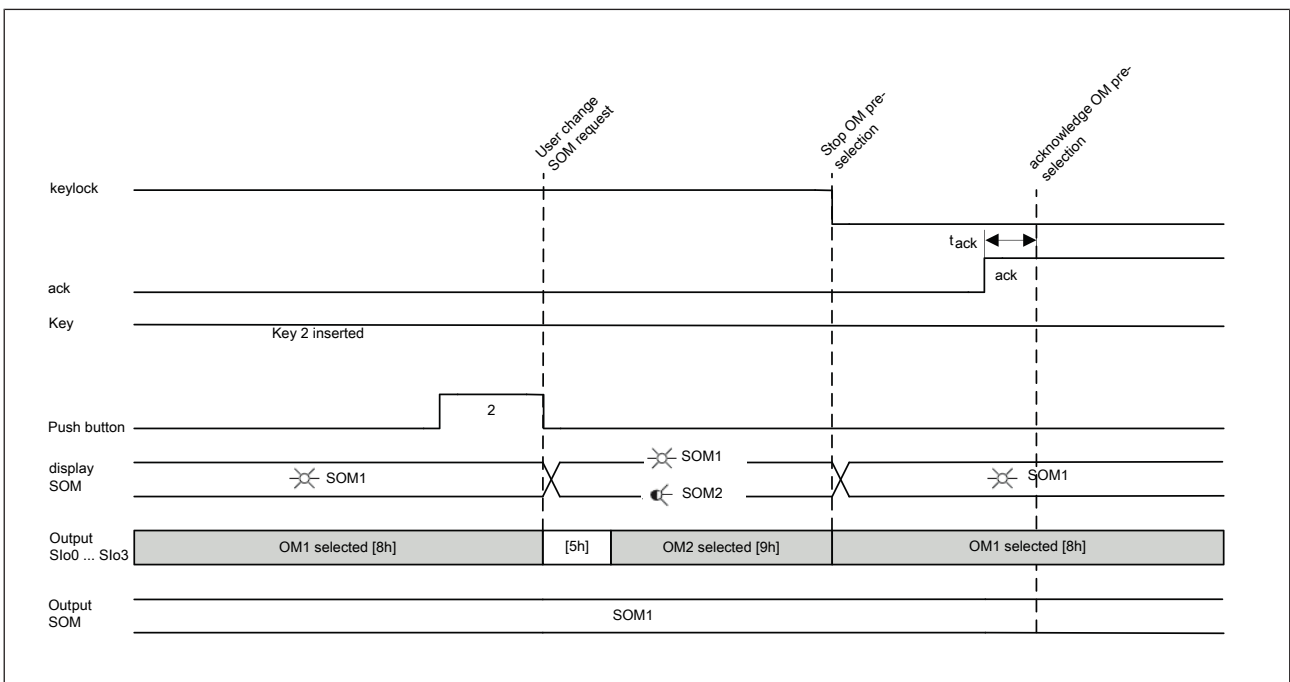 User change
SOM request
Stop OM pre-
selection
acknowledge OM pre-
selection
keylock
tack
ack
ack
Key
Key 2 inserted
2
Push button
display
SOM
SOM1
SOM1
SOM2
SOM1
Output
SIo0 ... SIo3
OM1 selected [8h]
[5h]
OM2 selected [9h]
OM1 selected [8h]
Output
SOM
SOM1